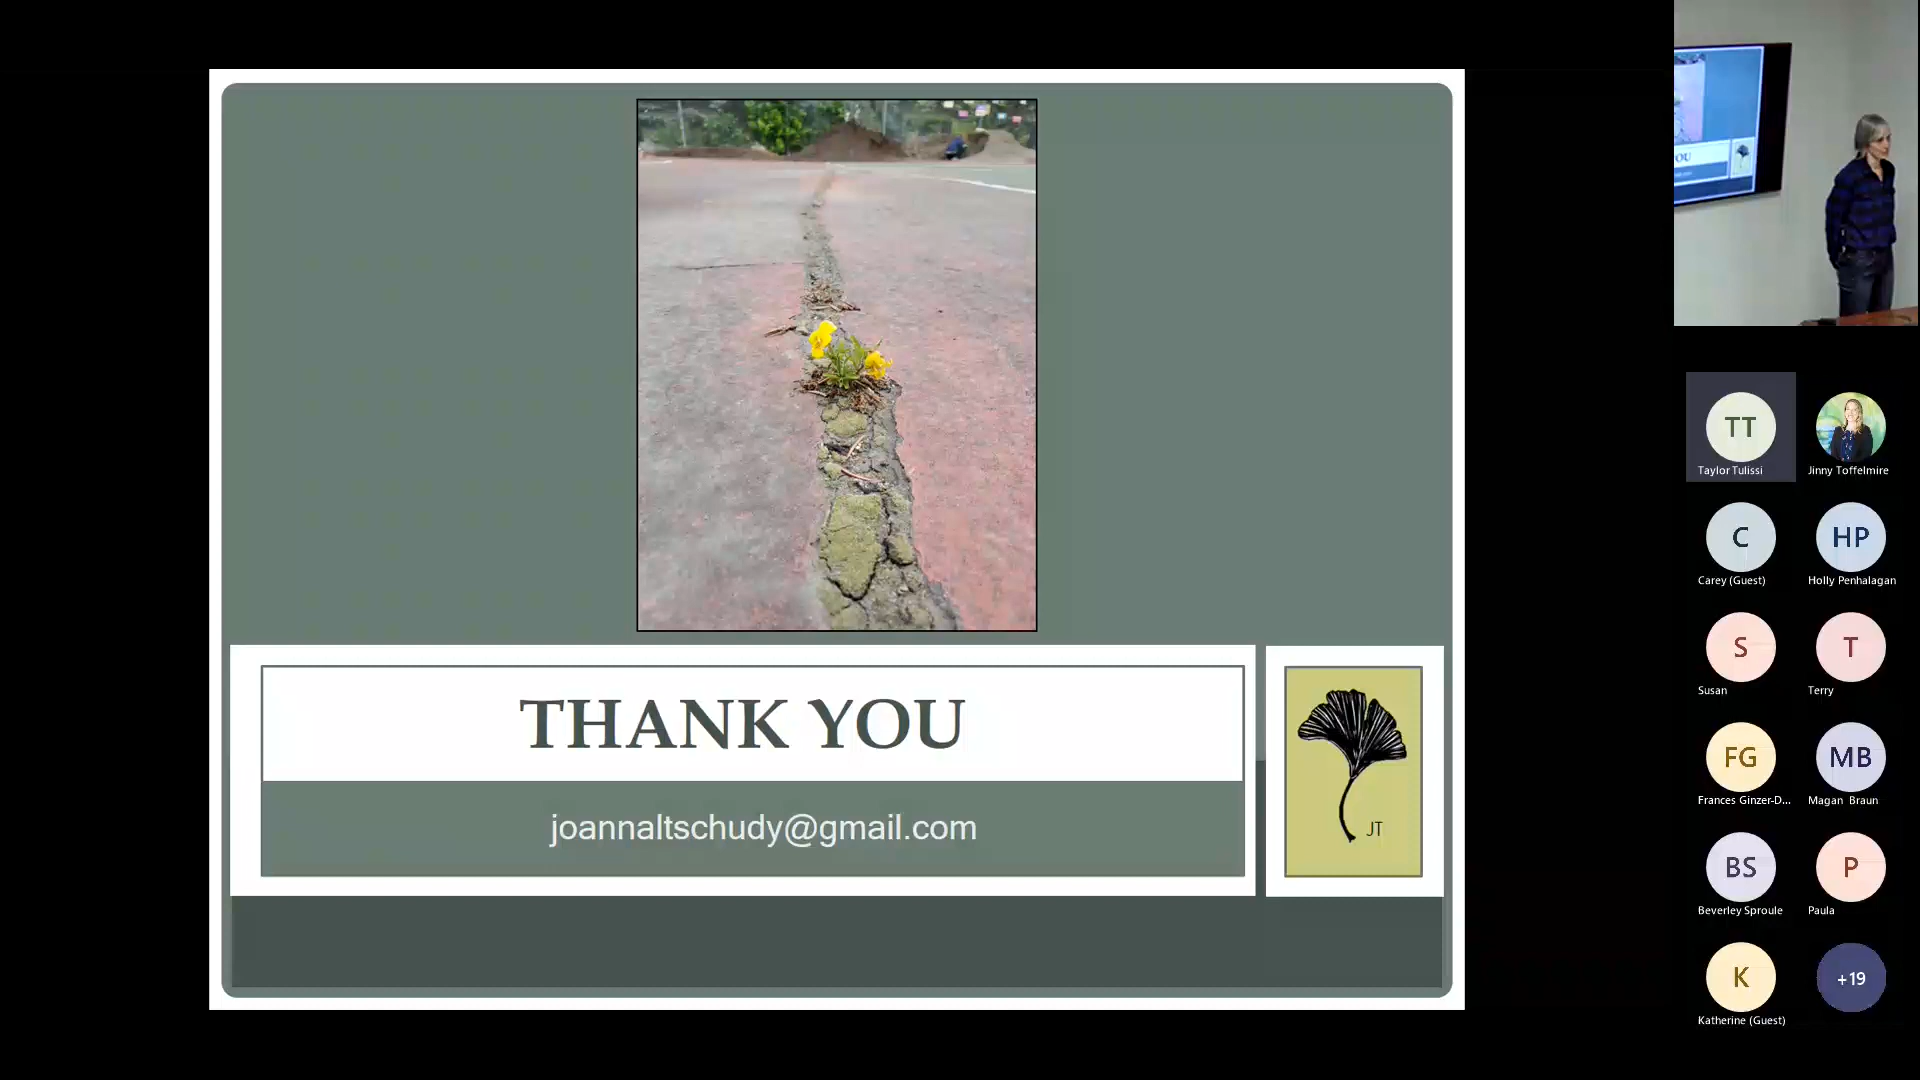 THANK YOU
joannaltschudy@gmail.com
JT
OU
TT
Taylor Tulissi
Jinny Toffelmire
C
Carey (Guest)
HP
Holly Penhalagan
S
Susan
T
Terry
FG
Frances Ginzer-D...
MB
Magan Braun
BS
Beverley Sproule
P
Paula
K
Katherine (Guest)
+19